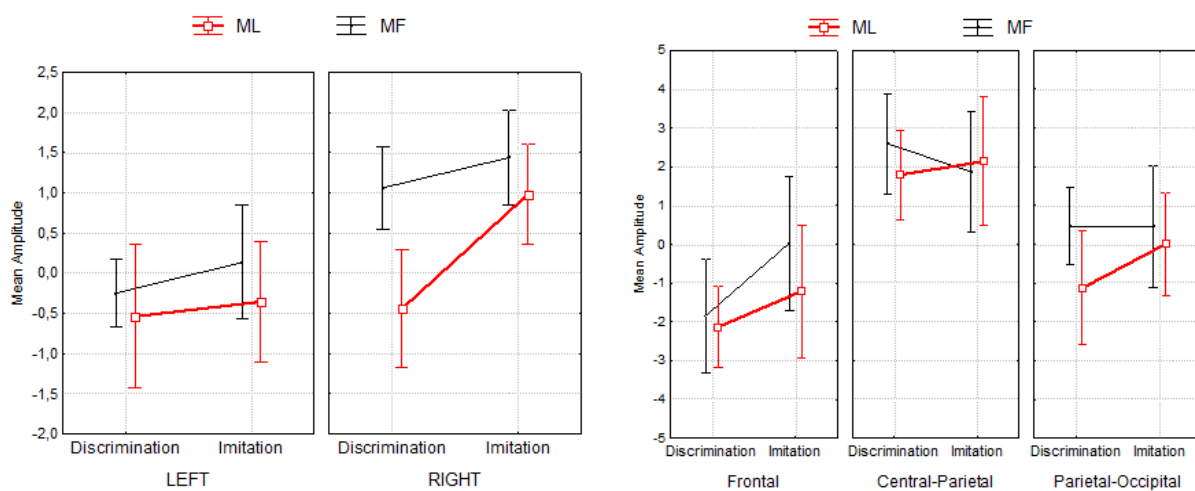 ML MF
Mean Amplitude
2,5
2,0
1,5
1,0
0,5
0,0
-0,5
-1,0
-1,5
-2,0
Discrimination Imitation
LEFT
Discrimination Imitation
RIGHT
ML MF
Mean Amplitude
5
4
3
2
1
0
-1
-2
-3
-4
-5
Discrimination Imitation
Frontal
Discrimination Imitation
Central-Parietal
Discrimination Imitation
Parietal-Occipital